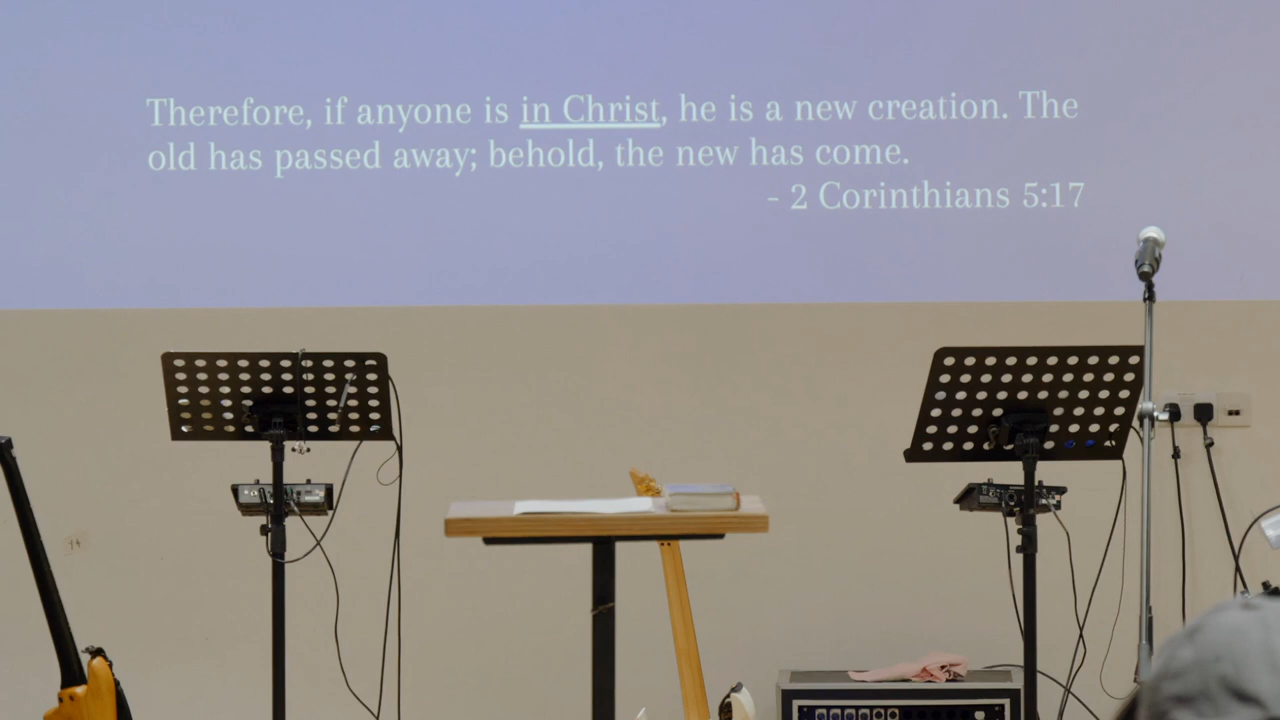 Therefore, if anyone is in Christ, he is a new creation. The
old has passed away; behold, the new has come.
- 2 Corinthians 5:17